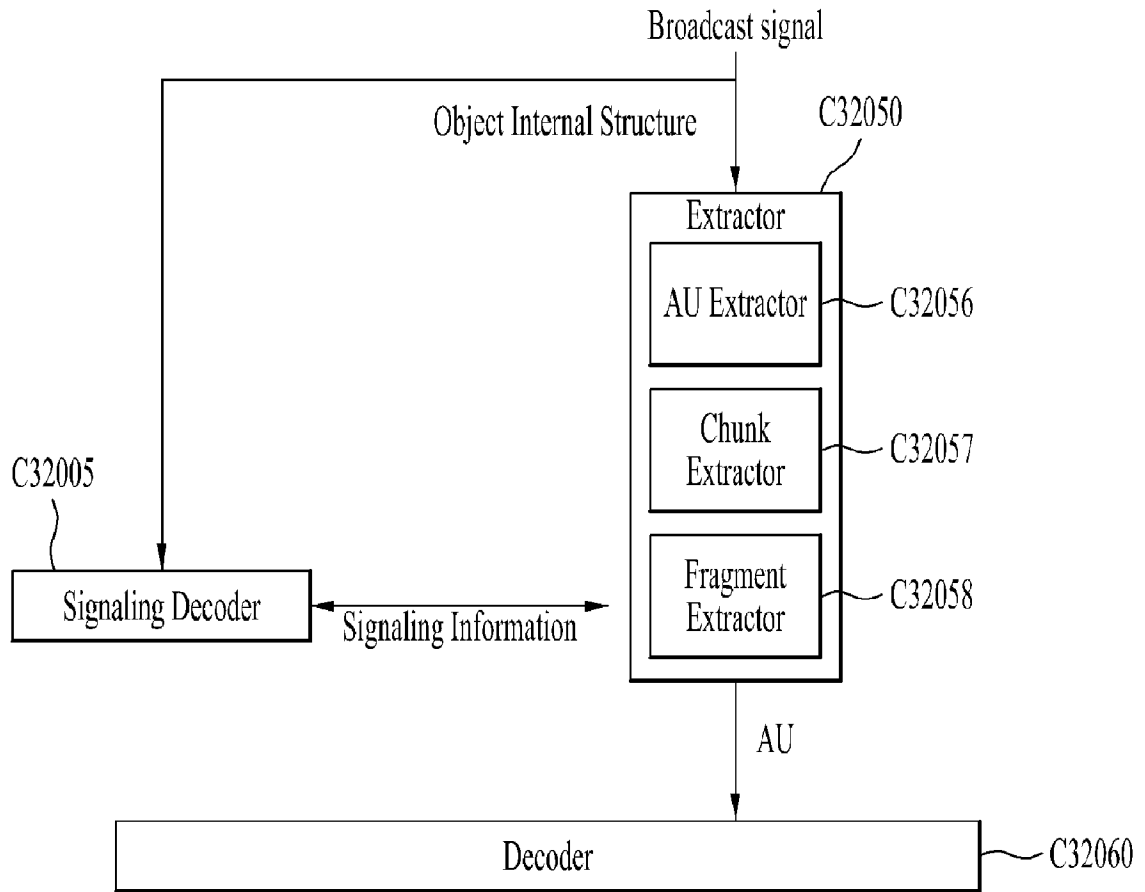 Broadcast signal
Object Internal Structure
C32050
Extractor
AU Extractor
C32056
Chunk
Extractor
C32057
C32005
Signaling Decoder
Signaling Information
Fragment
Extractor
C32058
AU
Decoder
C32060